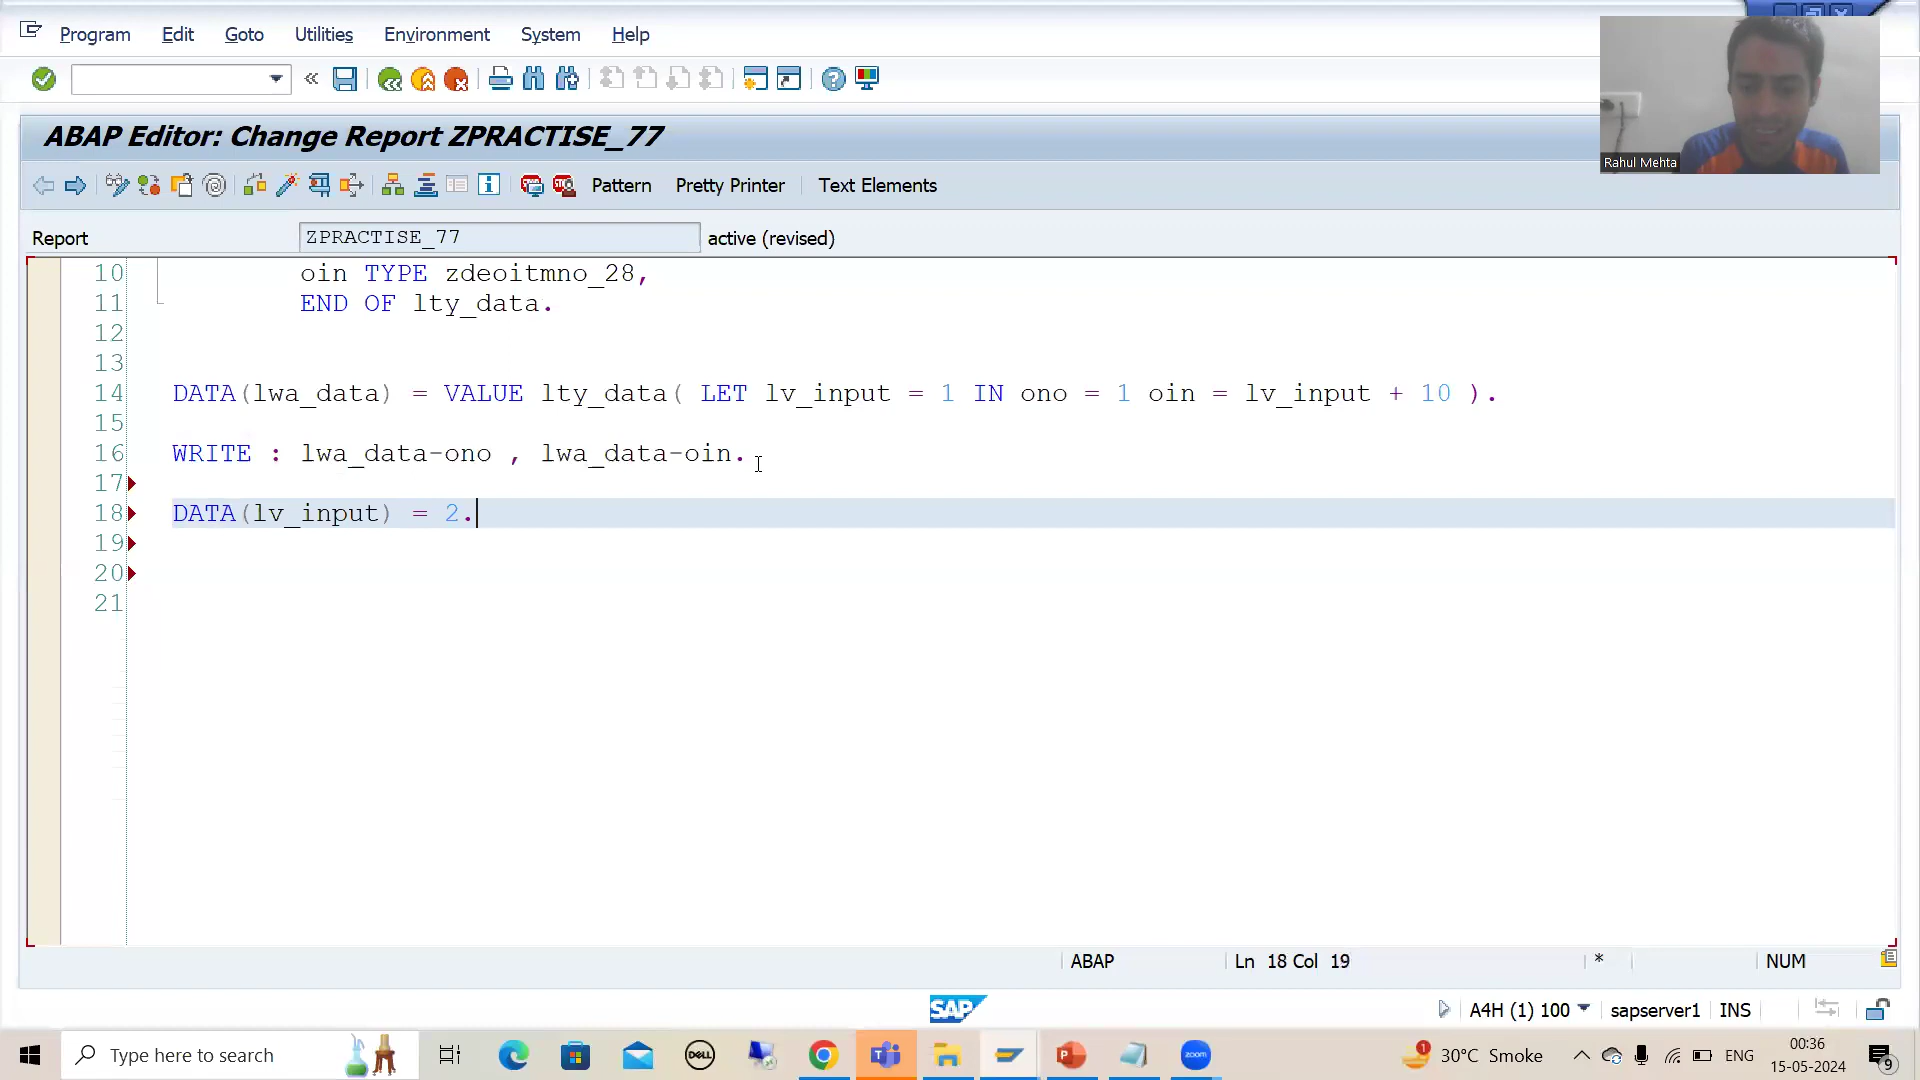 Program Edit Goto Utilities Environment System Help
ABAP Editor: Change Report ZPRACTISE_77
Pattern Pretty Printer Text Elements
Report ZPRACTISE_77 active (revised)
Rahul Mehta
10 oin TYPE zdeoitmno_28,
11 END OF lty_data.
12
13
14 DATA(lwa_data) = VALUE lty_data( LET lv_input = 1 IN ono = 1 oin = lv_input + 10 ).
15
16 WRITE : lwa_data-ono , lwa_data-oin.
17
18 DATA(lv_input) = 2.
19
20
21
ABAP Ln 18 Col 19 * NUM
SAP A4H (1) 100 sapserver1 INS
Type here to search DELL zoom 1 30°C Smoke ENG 00:36
15-05-2024 9